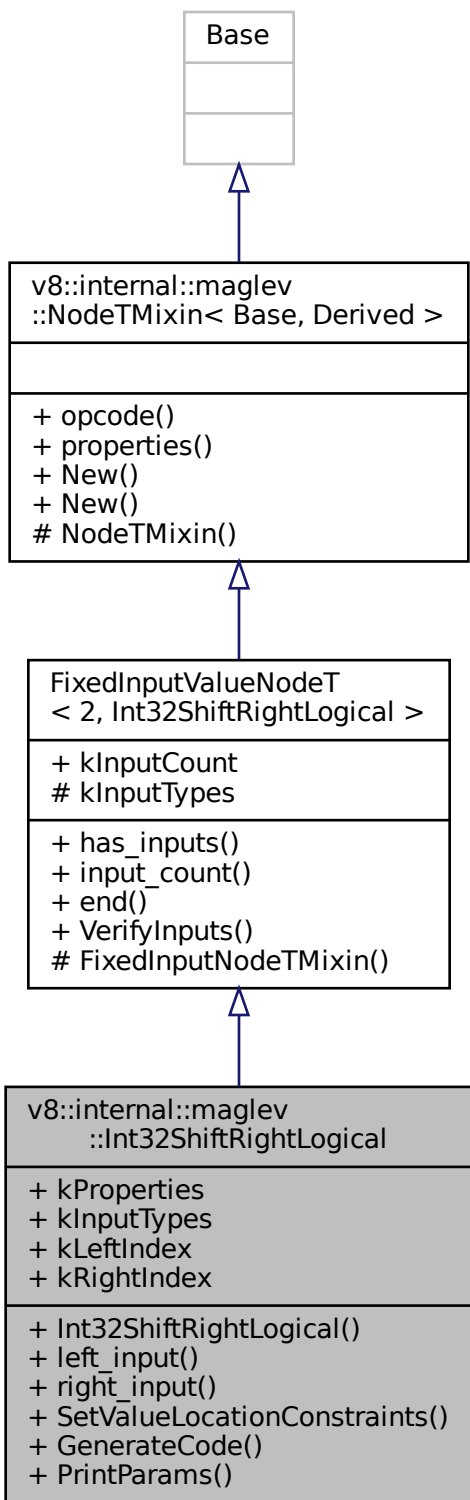 Base
v8::internal::maglev
::NodeTMixin< Base, Derived >
+ opcode()
+ properties()
+ New()
+ New()
# NodeTMixin()
FixedInputValueNodeT
< 2, Int32ShiftRightLogical >
+ kInputCount
# kInputTypes
+ has_inputs()
+ input_count()
+ end()
+ VerifyInputs()
# FixedInputNodeTMixin()
v8::internal::maglev
::Int32ShiftRightLogical
+ kProperties
+ kInputTypes
+ kLeftIndex
+ kRightIndex
+ Int32ShiftRightLogical()
+ left_input()
+ right_input()
+ SetValueLocationConstraints()
+ GenerateCode()
+ PrintParams()